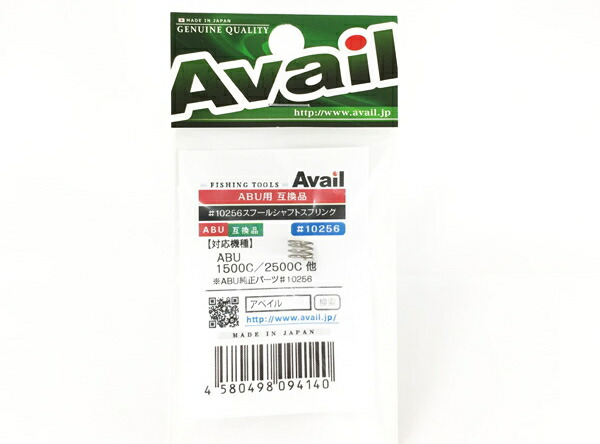 MADE IN JAPAN
GENUINE QUALITY
Avail
http://www.avail.jp
FISHING TOOLS Avail
ABU用 互換品
#10256スプールシャフトスプリング
ABU 互換品 #10256
【対応機種】
ABU
1500C／2500C 他
※ABU純正パーツ#10256
アベイル 検索
http://www.avail.jp/
MADE IN JAPAN
4 580498 094140